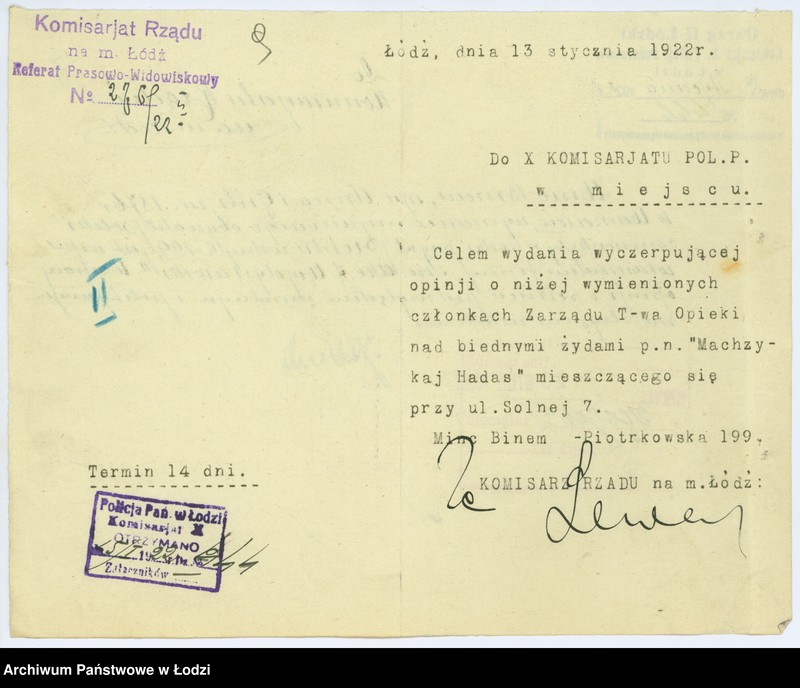 Komisarjat Rządu
na m. Łódź
Referat Prasowo-Widowiskowy
№ 2761/22
Łódź, dnia 13 stycznia 1922r.
Do X KOMISARJATU POL.P.
w miejscu.
Celem wydania wyczerpującej
opinji o niżej wymienionych
członkach Zarządu T-wa Opieki
nad biednymi żydami p.n. "Machzy-
kaj Hadas" mieszczącego się
przy ul.Solnej 7.
Minc Binem -Piotrkowska 199.
II
Termin 14 dni.
KOMISARZ RZĄDU na m.Łódź:
Policja Pań. w Łodzi
Komisarjat X
OTRZYMANO
Załączników
Archiwum Państwowe w Łodzi